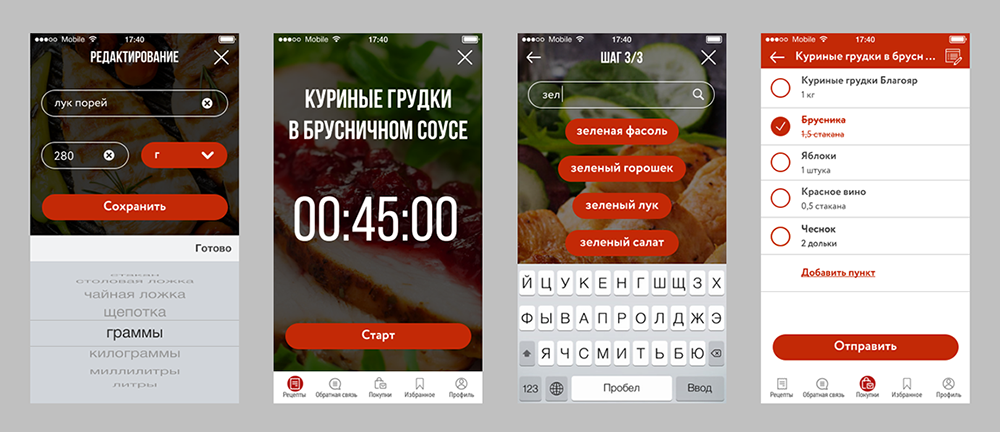 Mobile 17:40
РЕДАКТИРОВАНИЕ
лук порей
280 г
Сохранить
Готово
стакан
столовая ложка
чайная ложка
щепотка
граммы
килограммы
миллилитры
литры
Mobile 17:40
КУРИНЫЕ ГРУДКИ
В БРУСНИЧНОМ СОУСЕ
00:45:00
Старт
Рецепты Обратная связь Покупки Избранное Профиль
Mobile 17:40
ШАГ 3/3
зел
зеленая фасоль
зеленый горошек
зеленый лук
зеленый салат
Й Ц У К Е Н Г Ш Щ З Х
Ф Ы В А П Р О Л Д Ж Э
Я Ч С М И Т Ь Б Ю
123 Пробел Ввод
Mobile 17:40
Куриные грудки в брусн ...
Куриные грудки Благояр
1 кг
Брусника
1,5 стакана
Яблоки
1 штука
Красное вино
0,5 стакана
Чеснок
2 дольки
Добавить пункт
Отправить
Рецепты Обратная связь Покупки Избранное Профиль